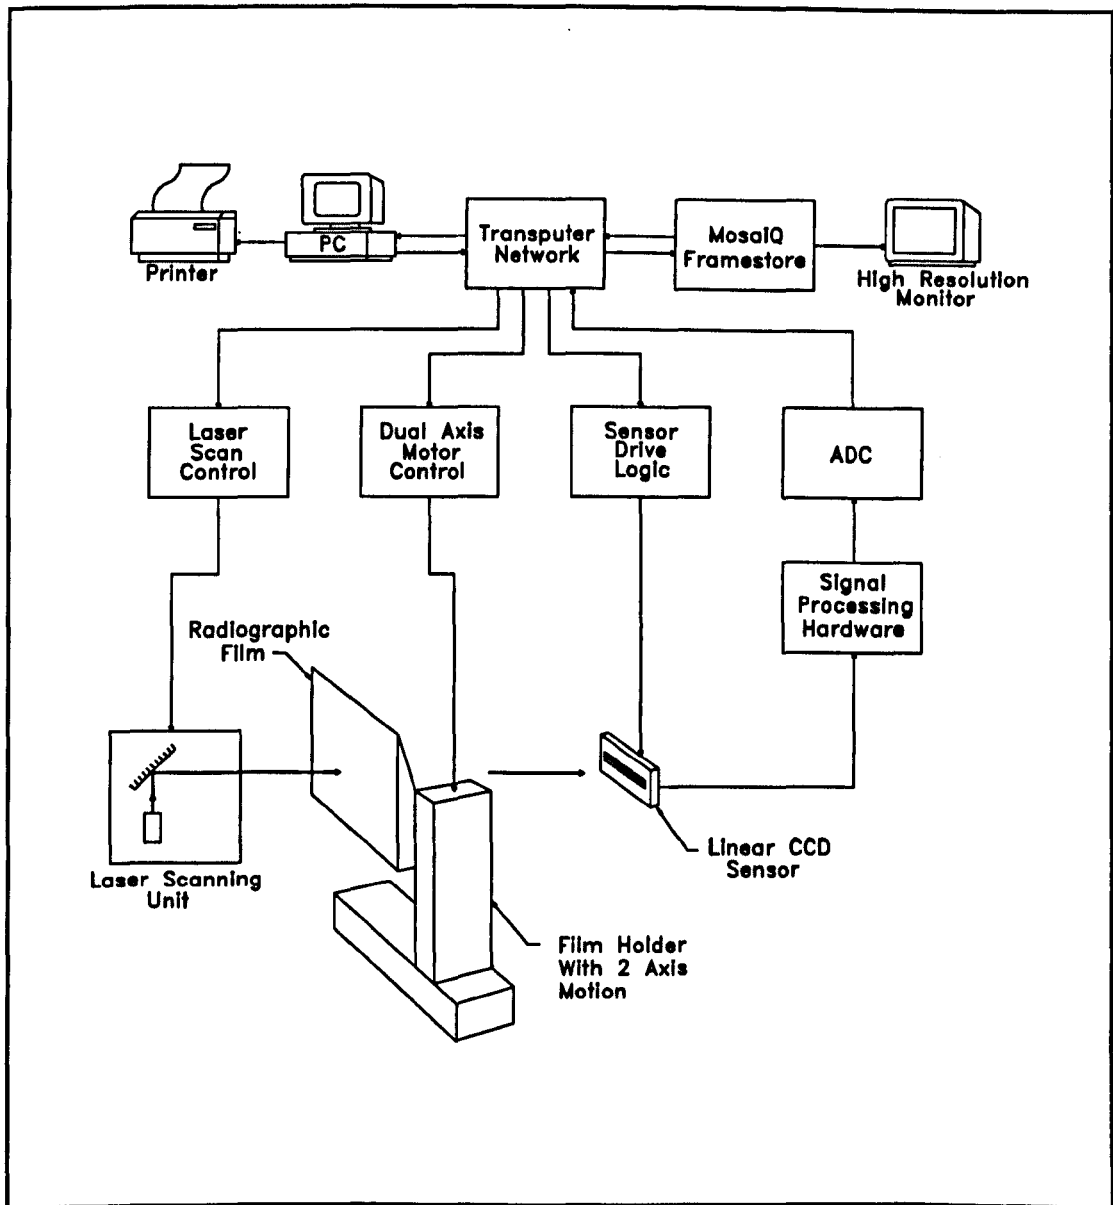 Printer
PC
Transputer
Network
MosaiQ
Framestore
High Resolution
Monitor
Laser
Scan
Control
Dual Axis
Motor
Control
Sensor
Drive
Logic
ADC
Signal
Processing
Hardware
Radiographic
Film
Laser Scanning
Unit
Linear CCD
Sensor
Film Holder
With 2 Axis
Motion